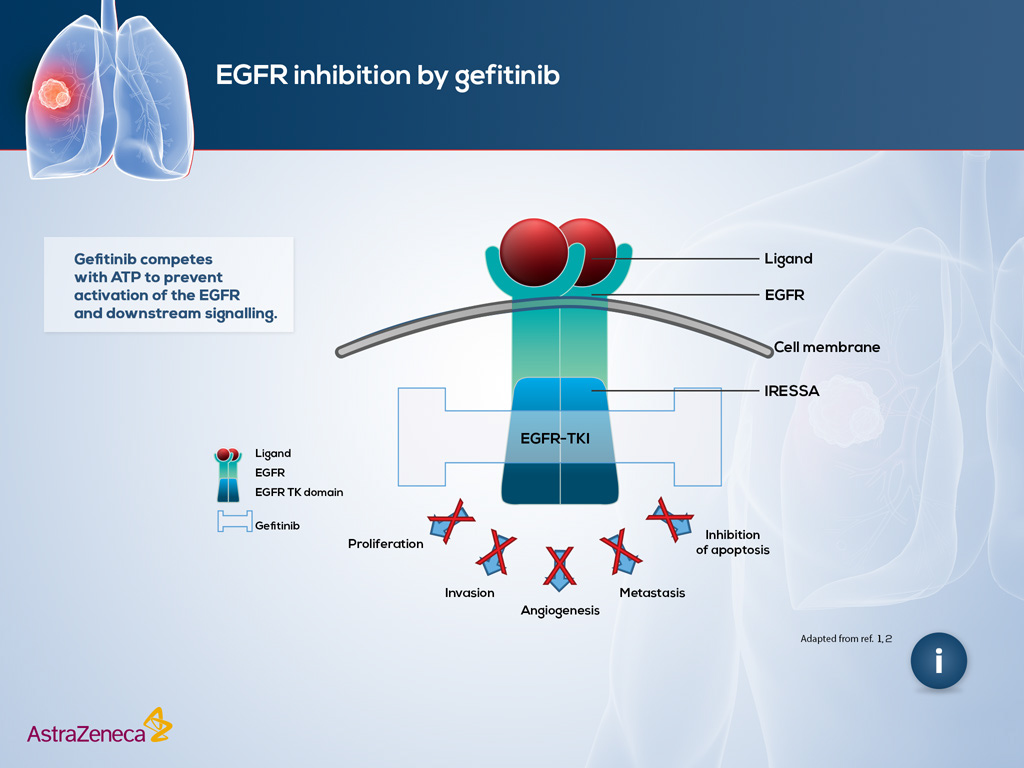 EGFR inhibition by gefitinib
Gefitinib competes
with ATP to prevent
activation of the EGFR
and downstream signalling.
Ligand
EGFR
Cell membrane
IRESSA
EGFR-TKI
Ligand
EGFR
EGFR TK domain
Gefitinib
Proliferation
Invasion
Angiogenesis
Metastasis
Inhibition
of apoptosis
Adapted from ref. 1, 2
i
AstraZeneca